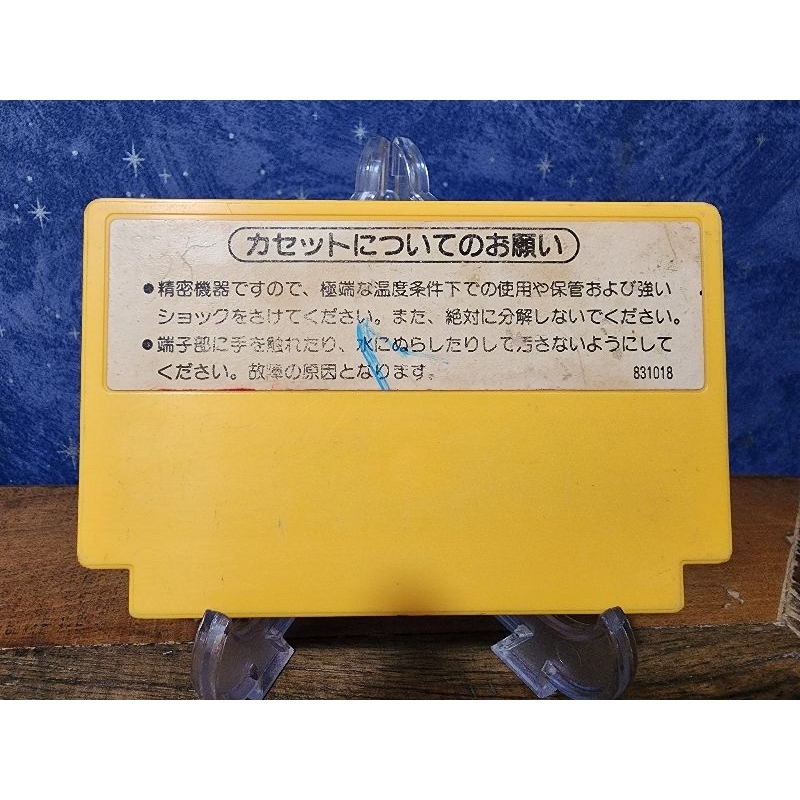 カセットについてのお願い
●精密機器ですので、極端な温度条件下での使用や保管および強い
ショックをさけてください。また、絶対に分解しないでください。
●端子部に手を触れたり、水にぬらしたりして汚さないようにして
ください。故障の原因となります。
831018